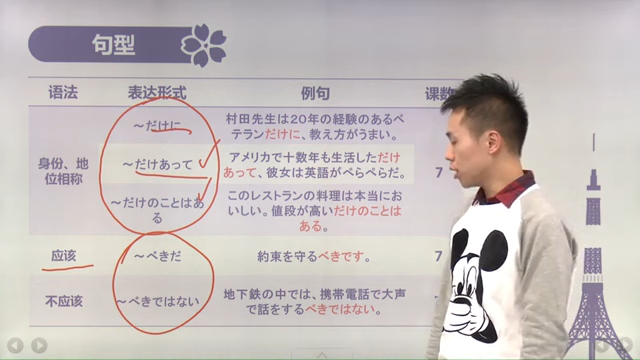 句型
语法 表达形式 例句 课数
身份、地
位相称
～だけに
村田先生は20年の経験のあるベ
テランだけに、教え方がうまい。
～だけあって
アメリカで十数年も生活しただけ
あって、彼女は英語がぺらぺらだ。
7
～だけのことはあ
る
このレストランの料理は本当にお
いしい。値段が高いだけのことは
ある。
应该 ～べきだ 約束を守るべきです。 7
不应该 ～べきではない
地下鉄の中では、携帯電話で大声
で話をするべきではない。